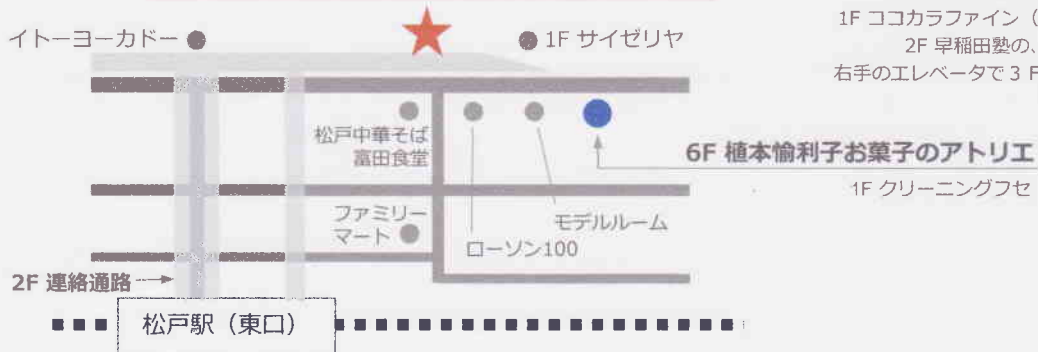 イトーヨーカドー
1F サイゼリヤ
1F ココカラファイン（
2F 早稲田塾の、
右手のエレベータで３F
松戸中華そば
富田食堂
6F 植本愉利子お菓子のアトリエ
1F クリーニングフセ
ファミリー
マート
ローソン100
モデルルーム
2F 連絡通路
松戸駅（東口）